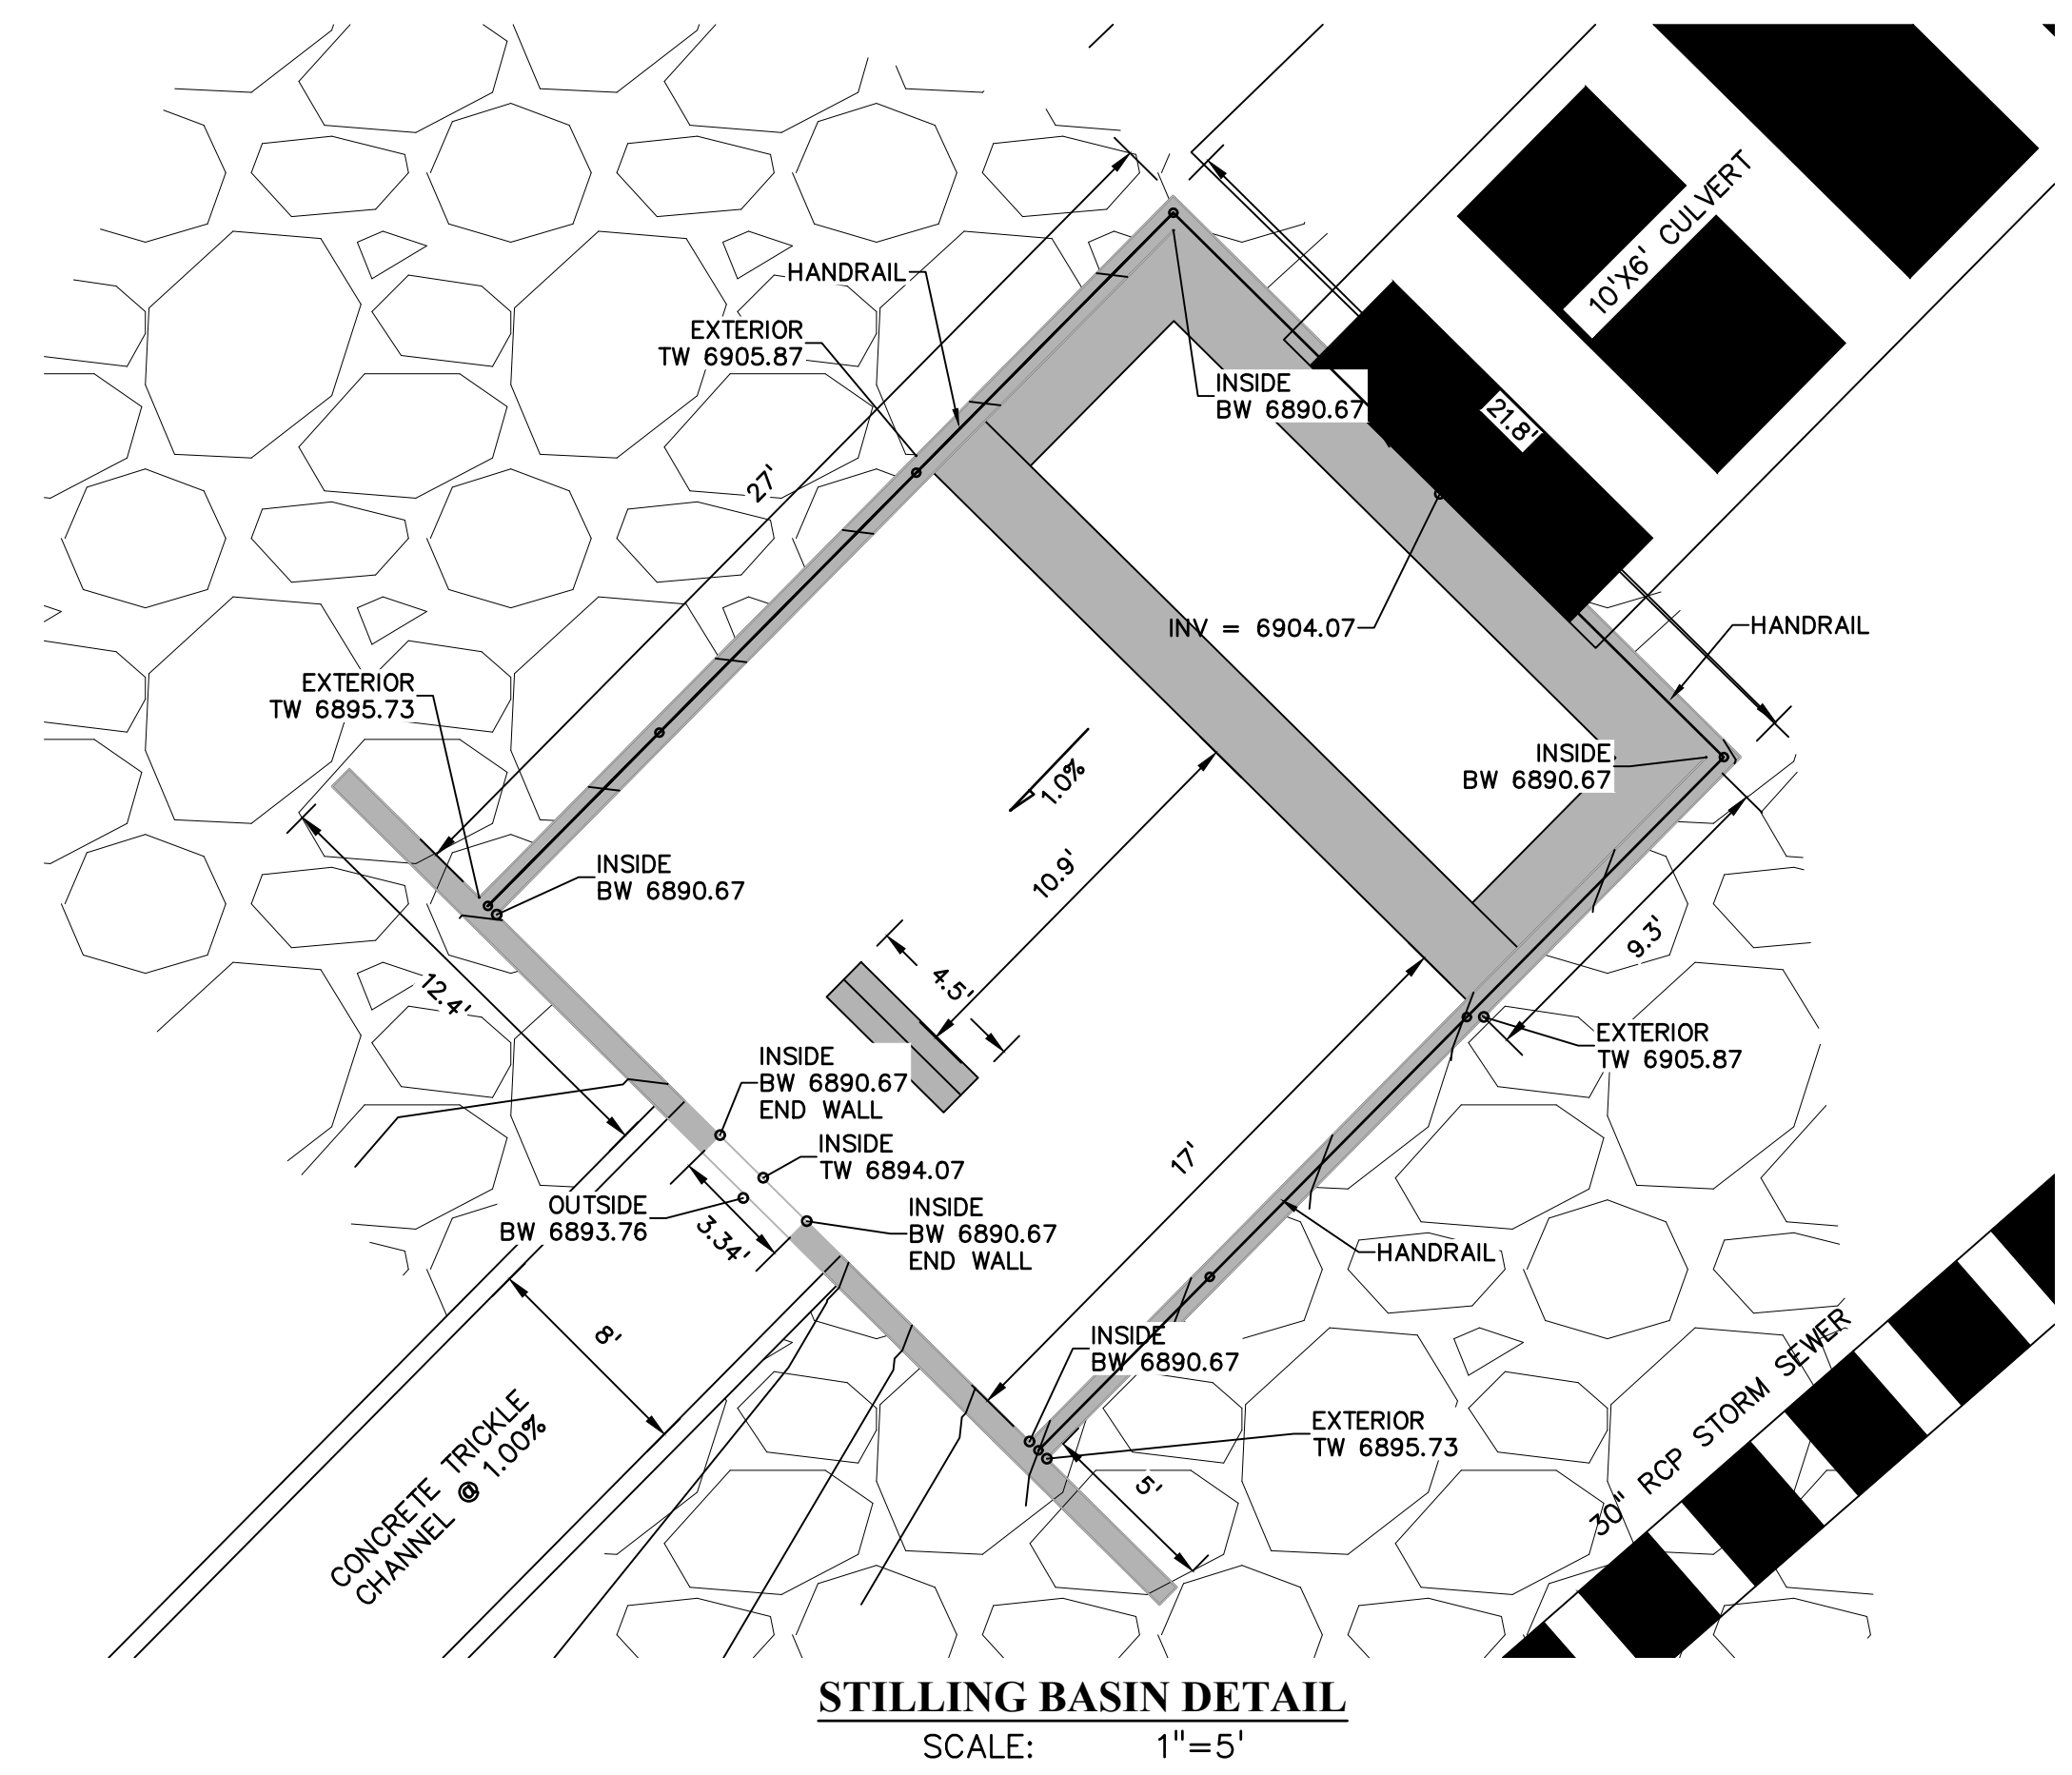 10'X6' CULVERT
HANDRAIL
EXTERIOR
TW 6905.87
INSIDE
BW 6890.67
21.8'
27'
INV = 6904.07
HANDRAIL
EXTERIOR
TW 6895.73
INSIDE
BW 6890.67
1.0%
INSIDE
BW 6890.67
10.9'
9.3'
12.4'
4.5'
EXTERIOR
TW 6905.87
INSIDE
BW 6890.67
END WALL
INSIDE
TW 6894.07
17'
OUTSIDE
BW 6893.76
INSIDE
BW 6890.67
END WALL
3.34'
HANDRAIL
8'
INSIDE
BW 6890.67
EXTERIOR
TW 6895.73
5'
30" RCP STORM SEWER
CONCRETE TRICKLE
CHANNEL @ 1.00%
STILLING BASIN DETAIL
SCALE: 1"=5'